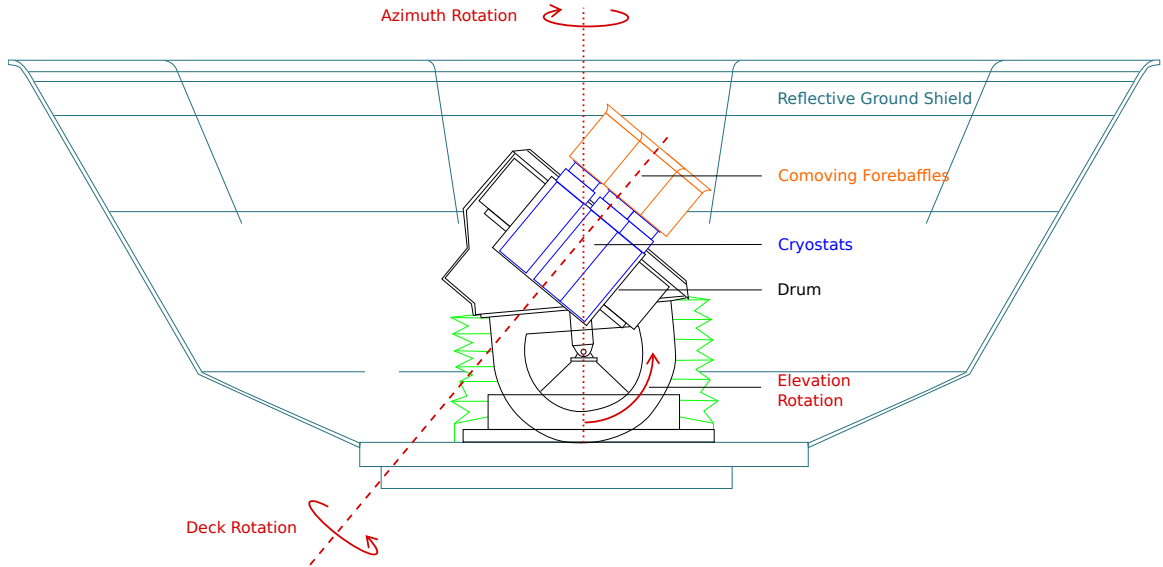 Azimuth Rotation
Reflective Ground Shield
Comoving Forebaffles
Cryostats
Drum
Elevation
Rotation
Deck Rotation